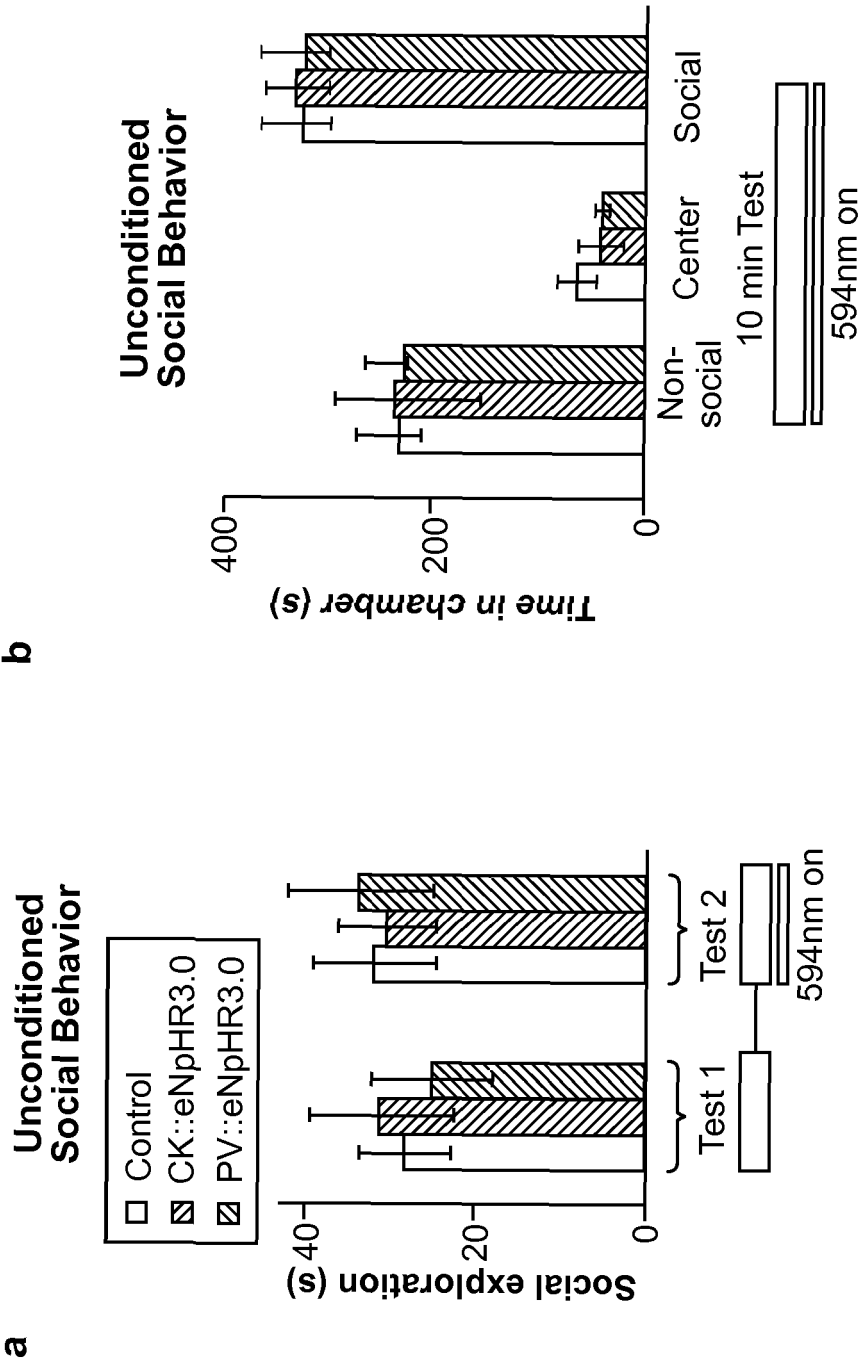 a
Unconditioned
Social Behavior
Control
CK::eNpHR3.0
PV::eNpHR3.0
Social exploration (s)
40
20
0
Test 1
Test 2
594nm on
b
Unconditioned
Social Behavior
Time in chamber (s)
400
200
0
Non-
social
Center
Social
10 min Test
594nm on